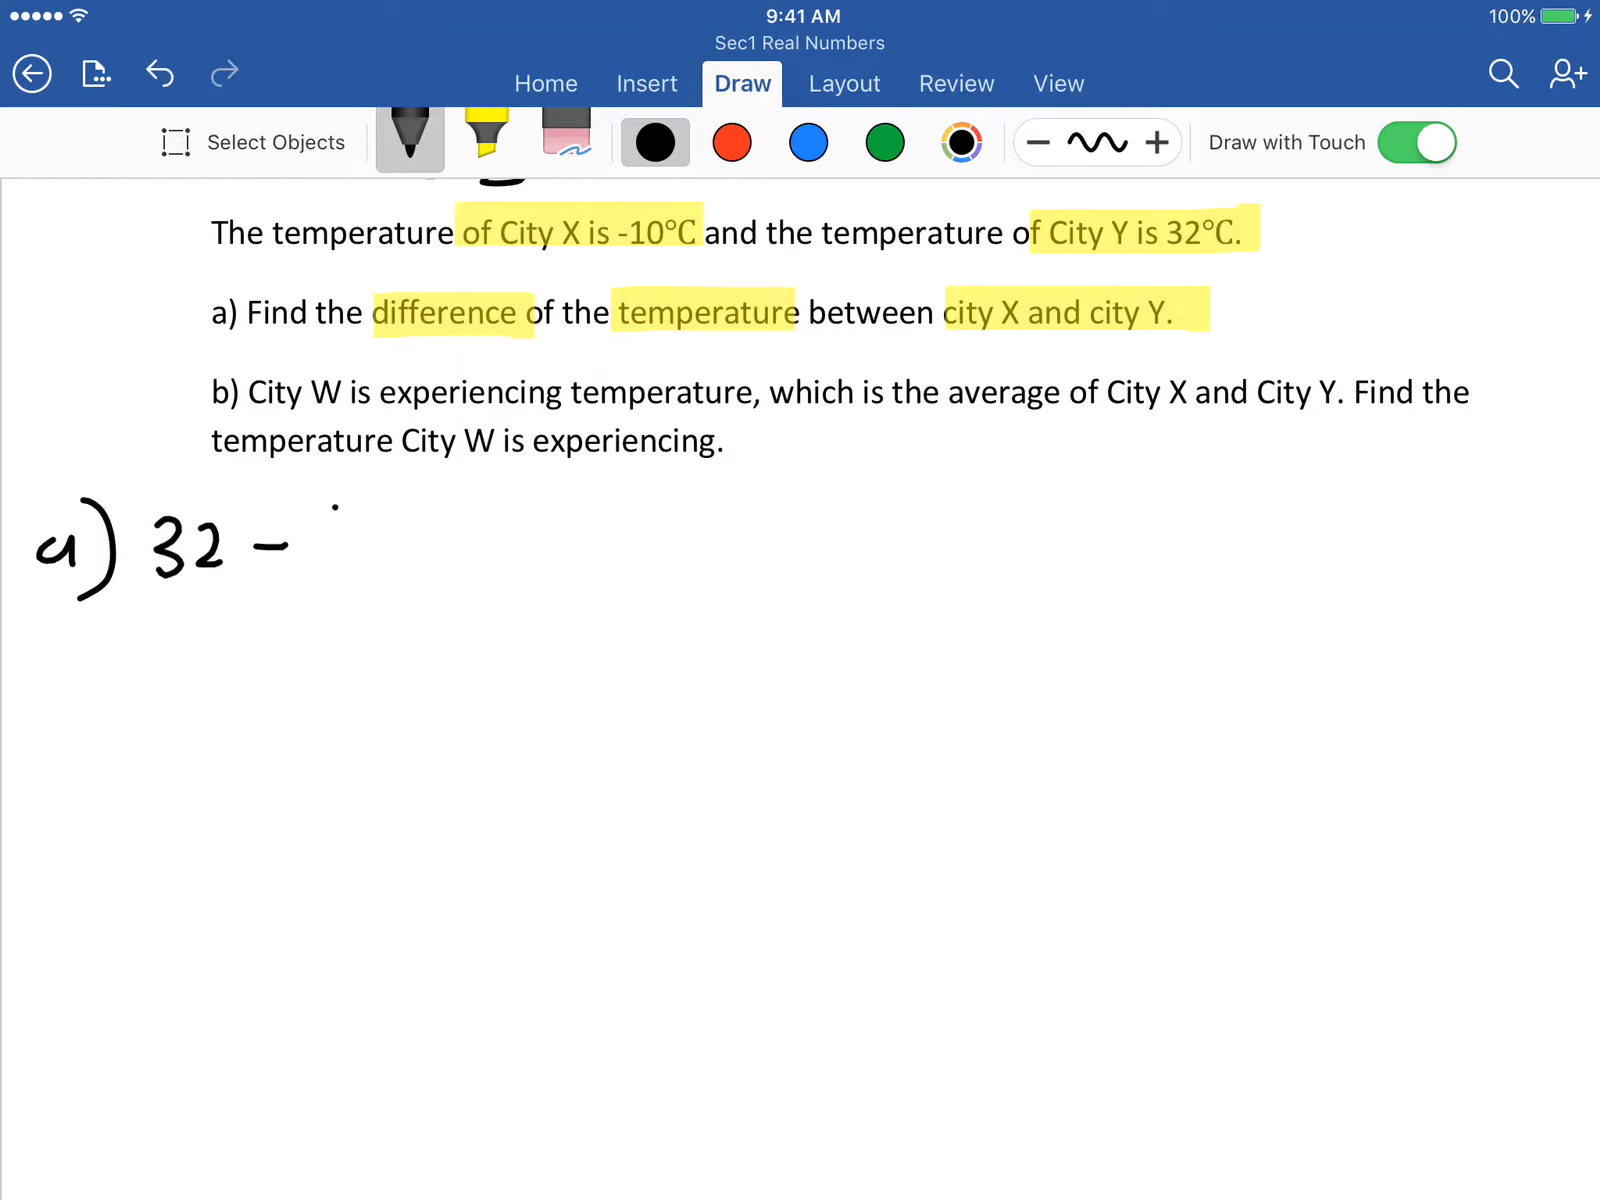 9:41 AM
100%
Sec1 Real Numbers
Home Insert Draw Layout Review View
Select Objects
Draw with Touch
The temperature of City X is -10°C and the temperature of City Y is 32°C.
a) Find the difference of the temperature between city X and city Y.
b) City W is experiencing temperature, which is the average of City X and City Y. Find the
temperature City W is experiencing.
a) 32 -